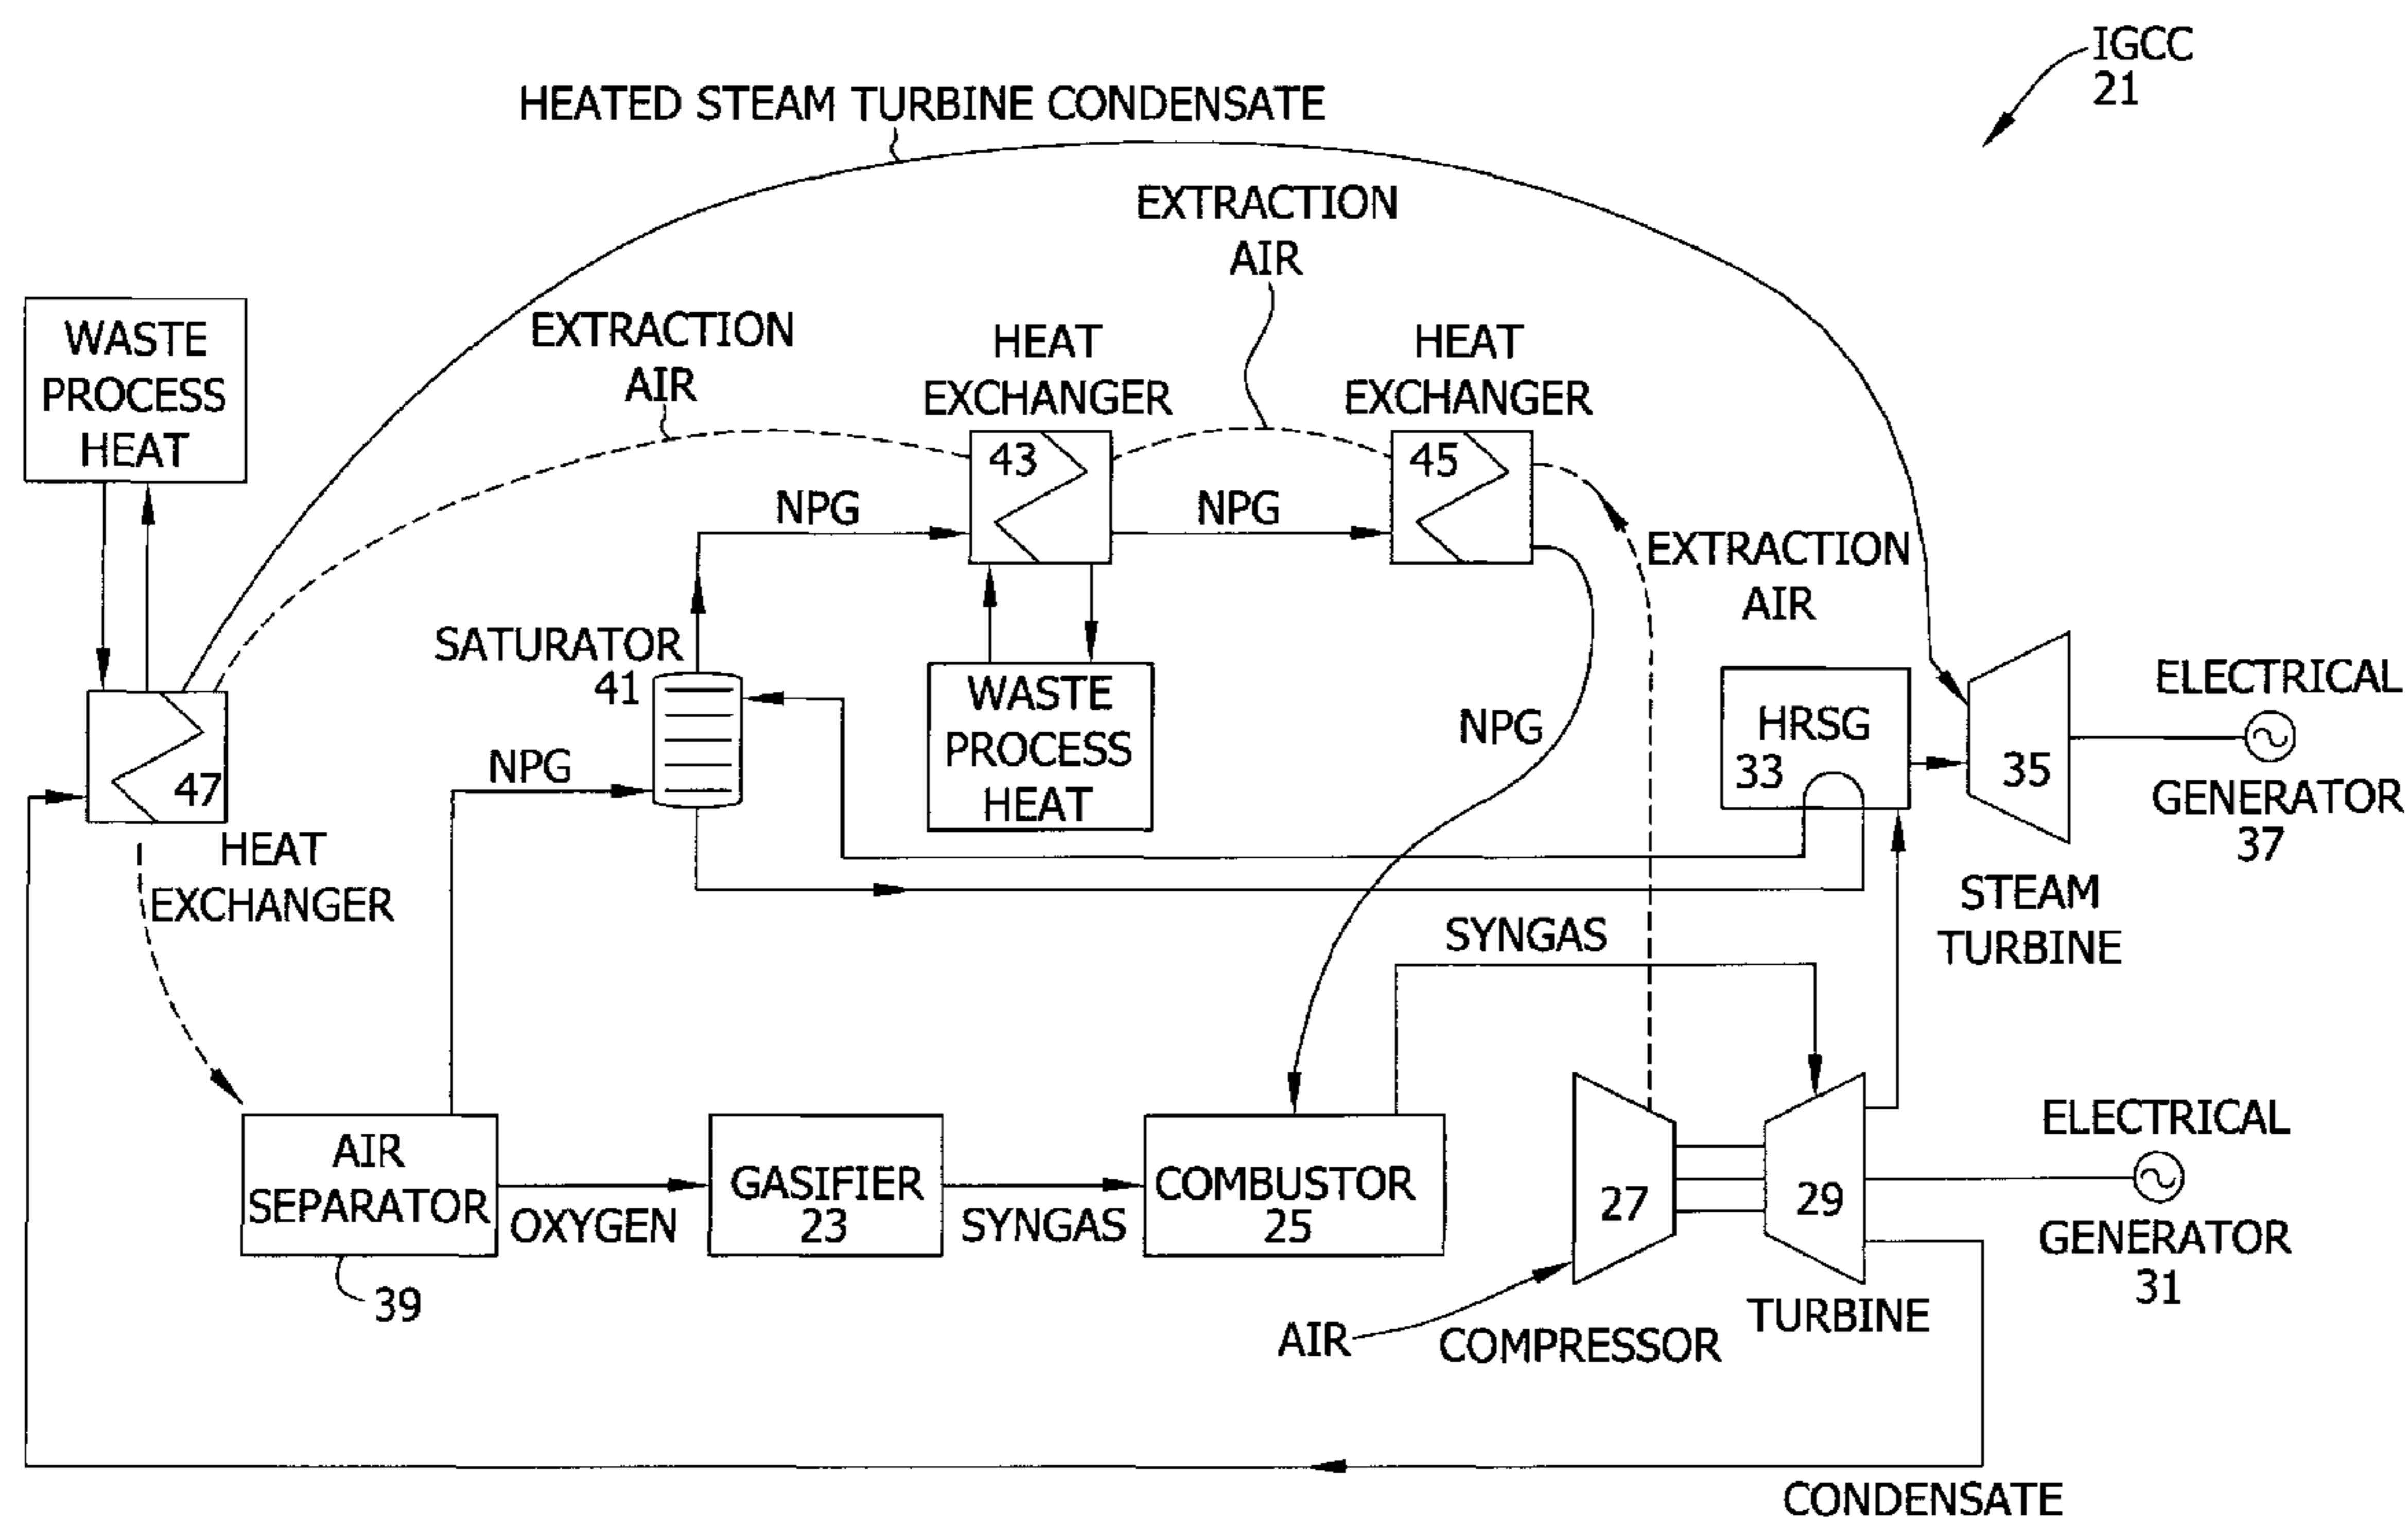 IGCC
21
HEATED STEAM TURBINE CONDENSATE
EXTRACTION
AIR
WASTE
PROCESS
HEAT
EXTRACTION
AIR
HEAT
EXCHANGER
43
HEAT
EXCHANGER
45
NPG
NPG
EXTRACTION
AIR
SATURATOR
41
WASTE
PROCESS
HEAT
NPG
HRSG
33
35
ELECTRICAL
GENERATOR
37
STEAM
TURBINE
47
HEAT
EXCHANGER
NPG
SYNGAS
AIR
SEPARATOR
39
OXYGEN
GASIFIER
23
SYNGAS
COMBUSTOR
25
27
29
ELECTRICAL
GENERATOR
31
AIR
COMPRESSOR
TURBINE
CONDENSATE